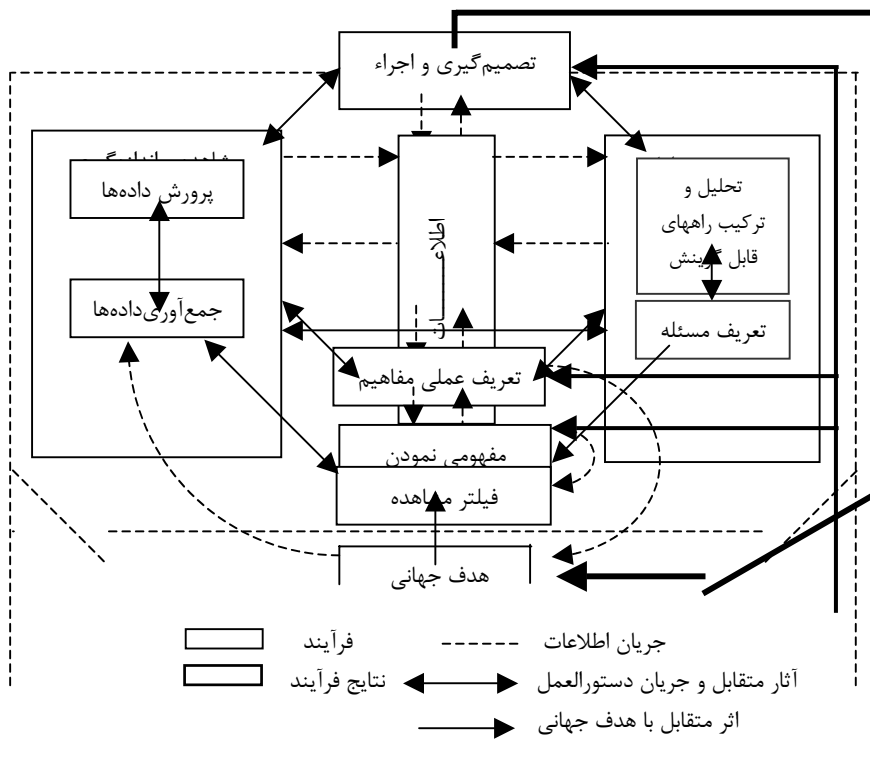 تصمیم‌گیری و اجراء
پرورش داده‌ها
جمع‌آوری داده‌ها
اطلاعــــــات
تحلیل و
ترکیب راههای
قابل گزینش
تعریف مسئله
تعریف عملی مفاهیم
مفهومی نمودن
فیلتر مشاهده
هدف جهانی
جریان اطلاعات
فرآیند
آثار متقابل و جریان دستورالعمل
نتایج فرآیند
اثر متقابل با هدف جهانی